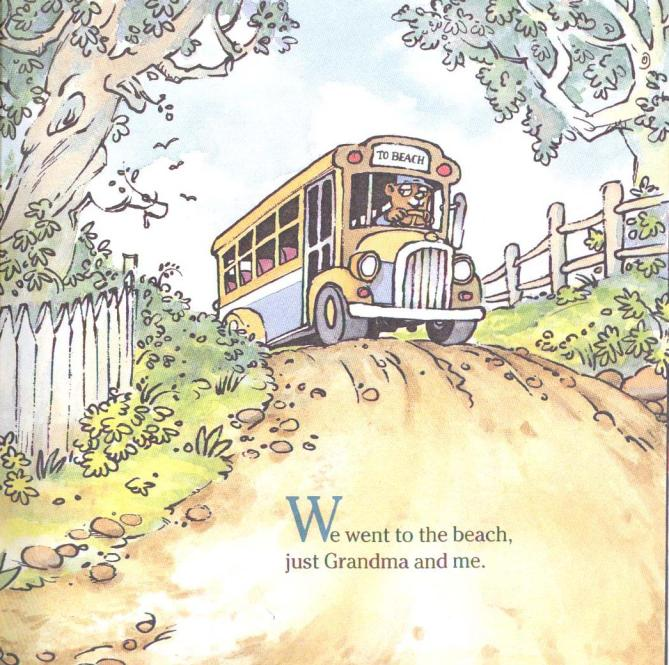 TO BEACH
We went to the beach,
just Grandma and me.